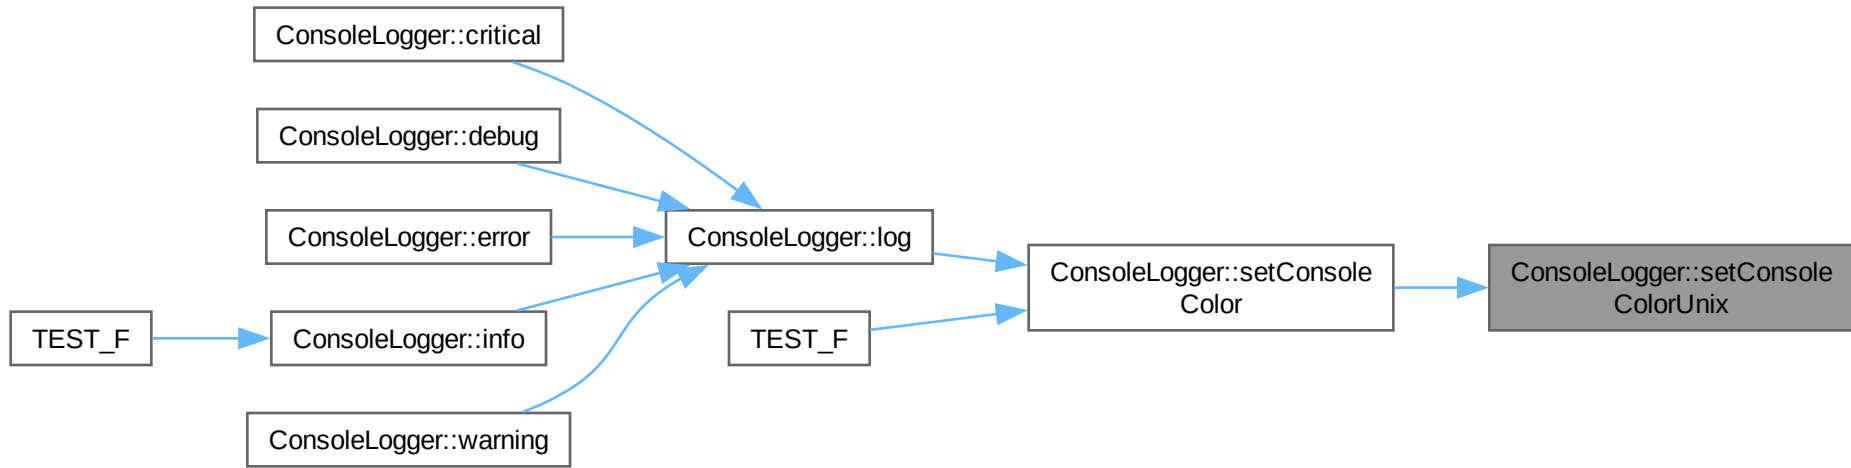 ConsoleLogger::critical
ConsoleLogger::debug
ConsoleLogger::error
ConsoleLogger::log
ConsoleLogger::setConsole
Color
ConsoleLogger::setConsole
ColorUnix
TEST_F
ConsoleLogger::info
TEST_F
ConsoleLogger::warning